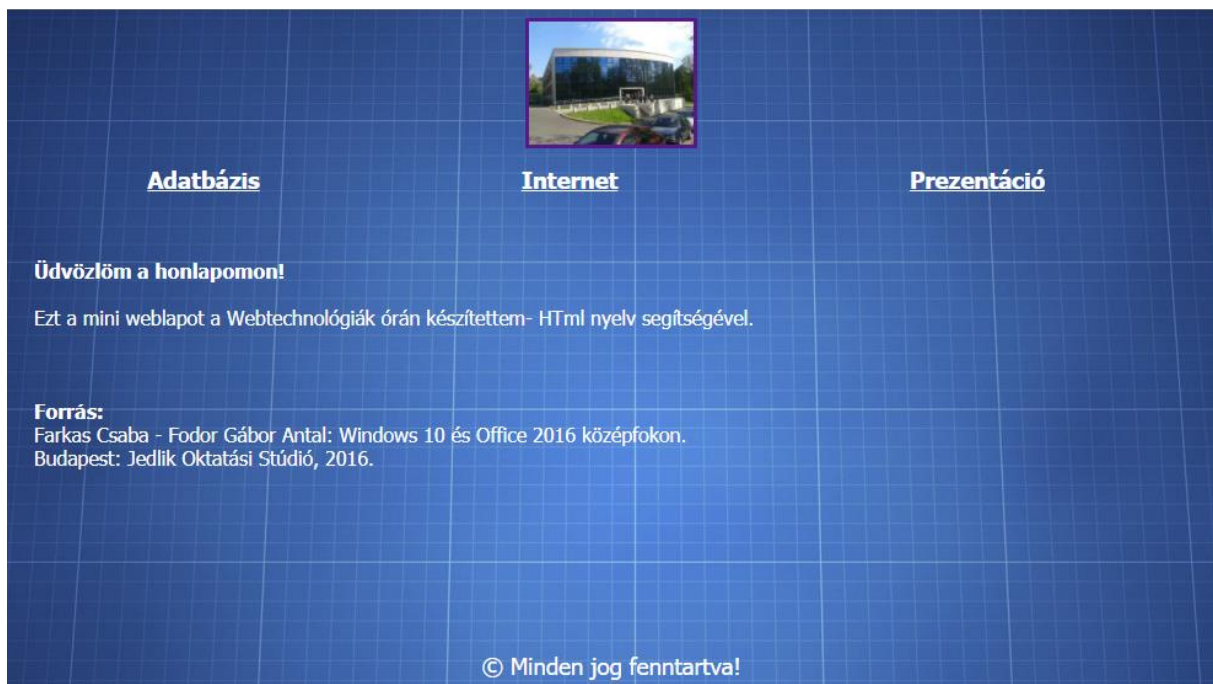 Adatbázis Internet Prezentáció
Üdvözlöm a honlapomon!
Ezt a mini weblapot a Webtechnológiák órán készítettem- HTml nyelv segítségével.
Forrás:
Farkas Csaba - Fodor Gábor Antal: Windows 10 és Office 2016 középfokon.
Budapest: Jedlik Oktatási Stúdió, 2016.
© Minden jog fenntartva!